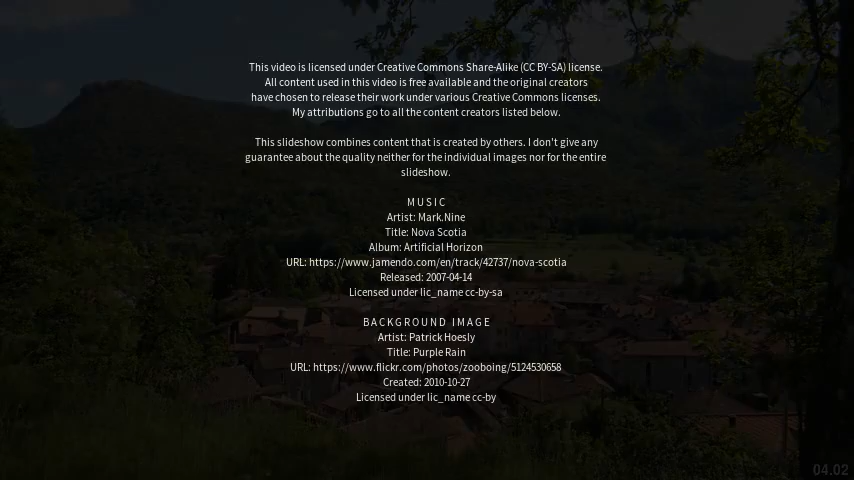 This video is licensed under Creative Commons Share-Alike (CC BY-SA) license.
All content used in this video is free available and the original creators
have chosen to release their work under various Creative Commons licenses.
My attributions go to all the content creators listed below.
This slideshow combines content that is created by others. I don't give any
guarantee about the quality neither for the individual images nor for the entire
slideshow.
MUSIC
Artist: Mark.Nine
Title: Nova Scotia
Album: Artificial Horizon
URL: https://www.jamendo.com/en/track/42737/nova-scotia
Released: 2007-04-14
Licensed under lic_name cc-by-sa
BACKGROUND IMAGE
Artist: Patrick Hoesly
Title: Purple Rain
URL: https://www.flickr.com/photos/zooboing/5124530658
Created: 2010-10-27
Licensed under lic_name cc-by
04.02